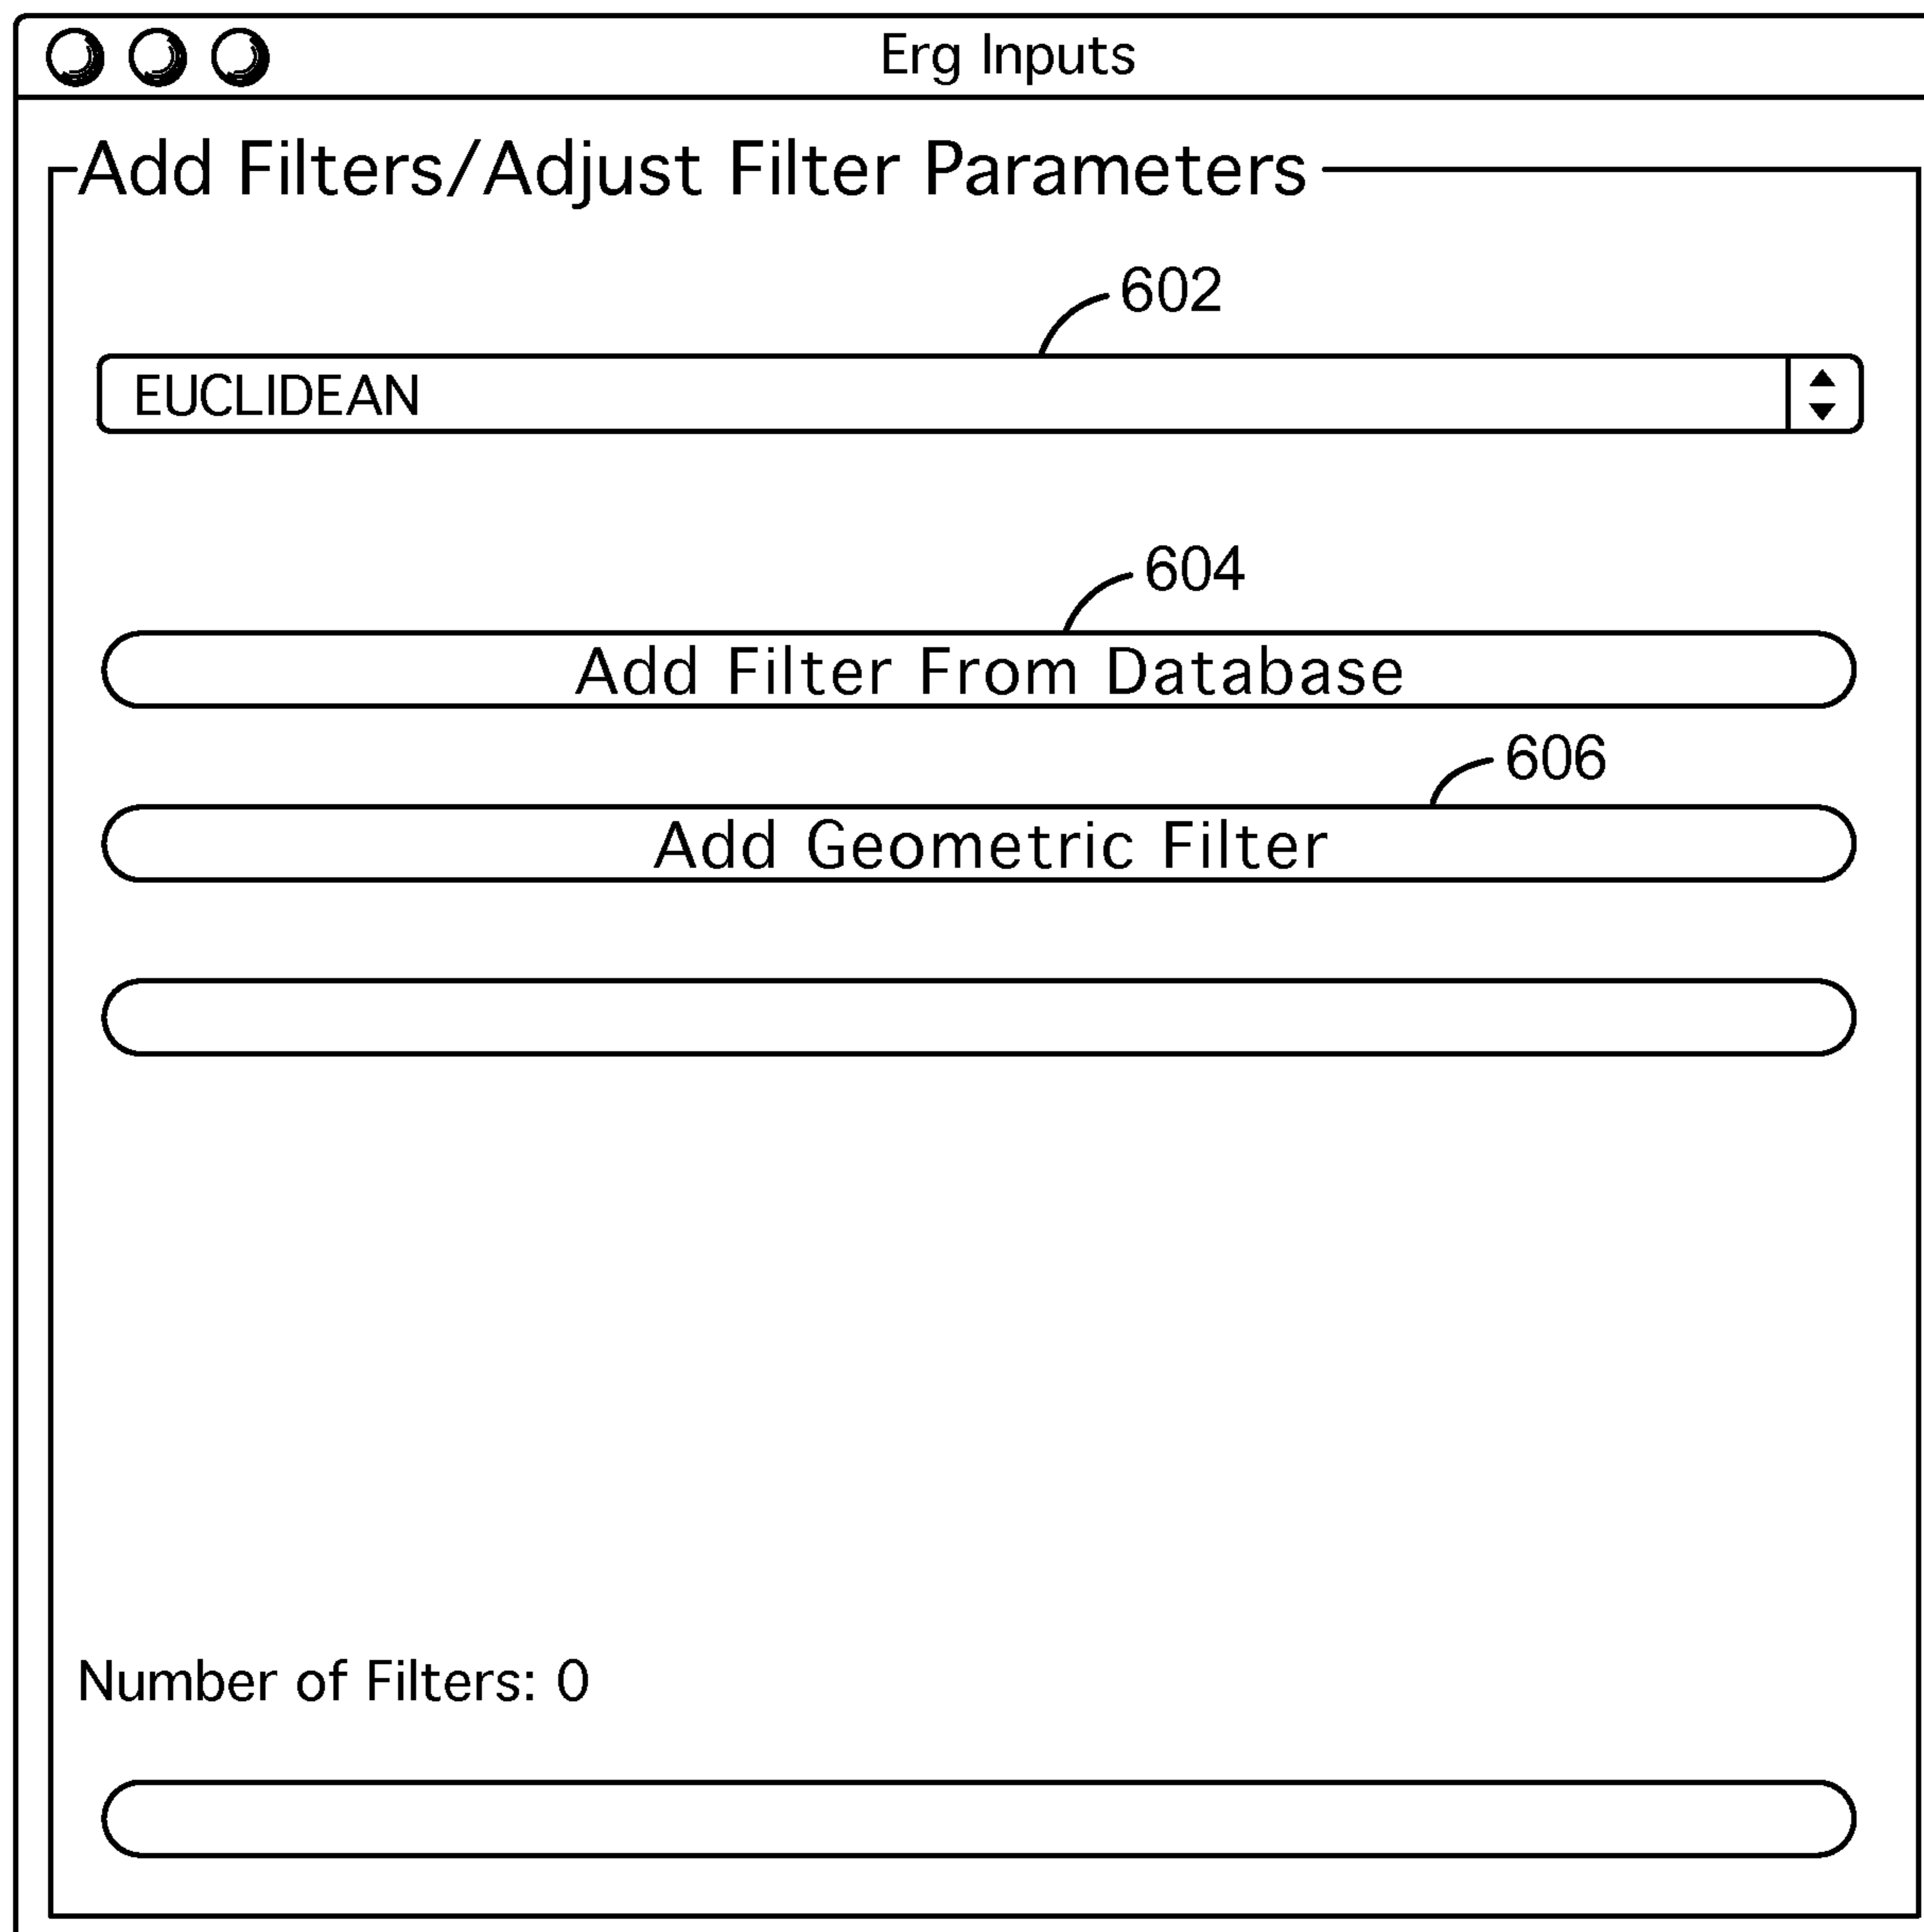 Erg Inputs
Add Filters/Adjust Filter Parameters
602
EUCLIDEAN
604
Add Filter From Database
606
Add Geometric Filter
Number of Filters: 0